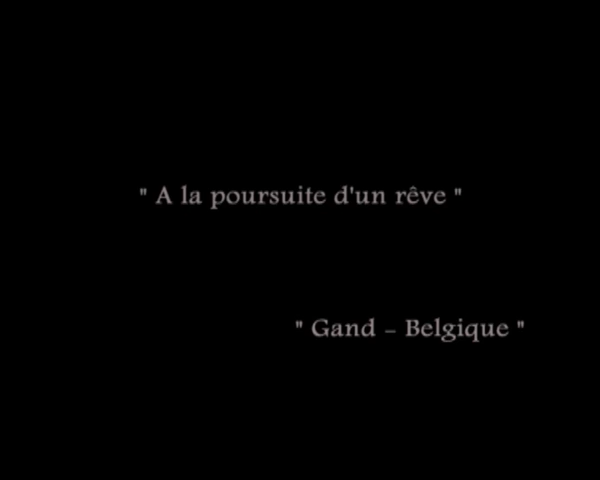 " A la poursuite d'un rêve "
" Gand - Belgique "